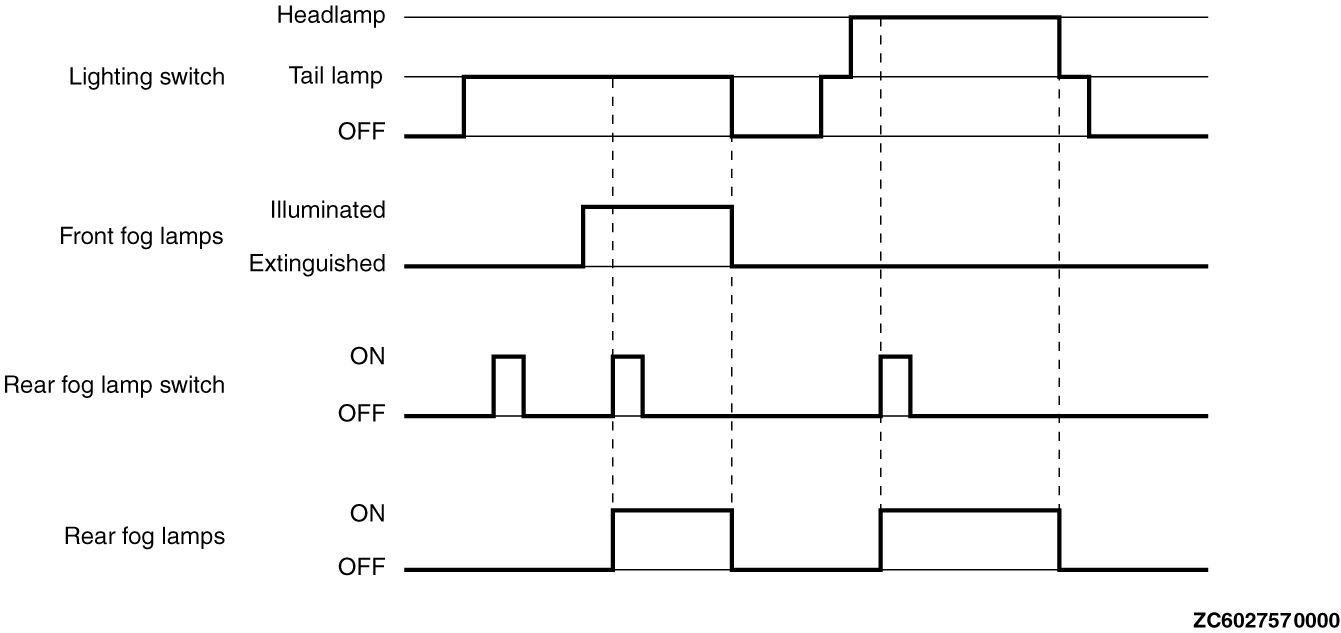 Headlamp
Lighting switch
Tail lamp
OFF
Illuminated
Front fog lamps
Extinguished
ON
Rear fog lamp switch
OFF
ON
Rear fog lamps
OFF
ZC6027570000